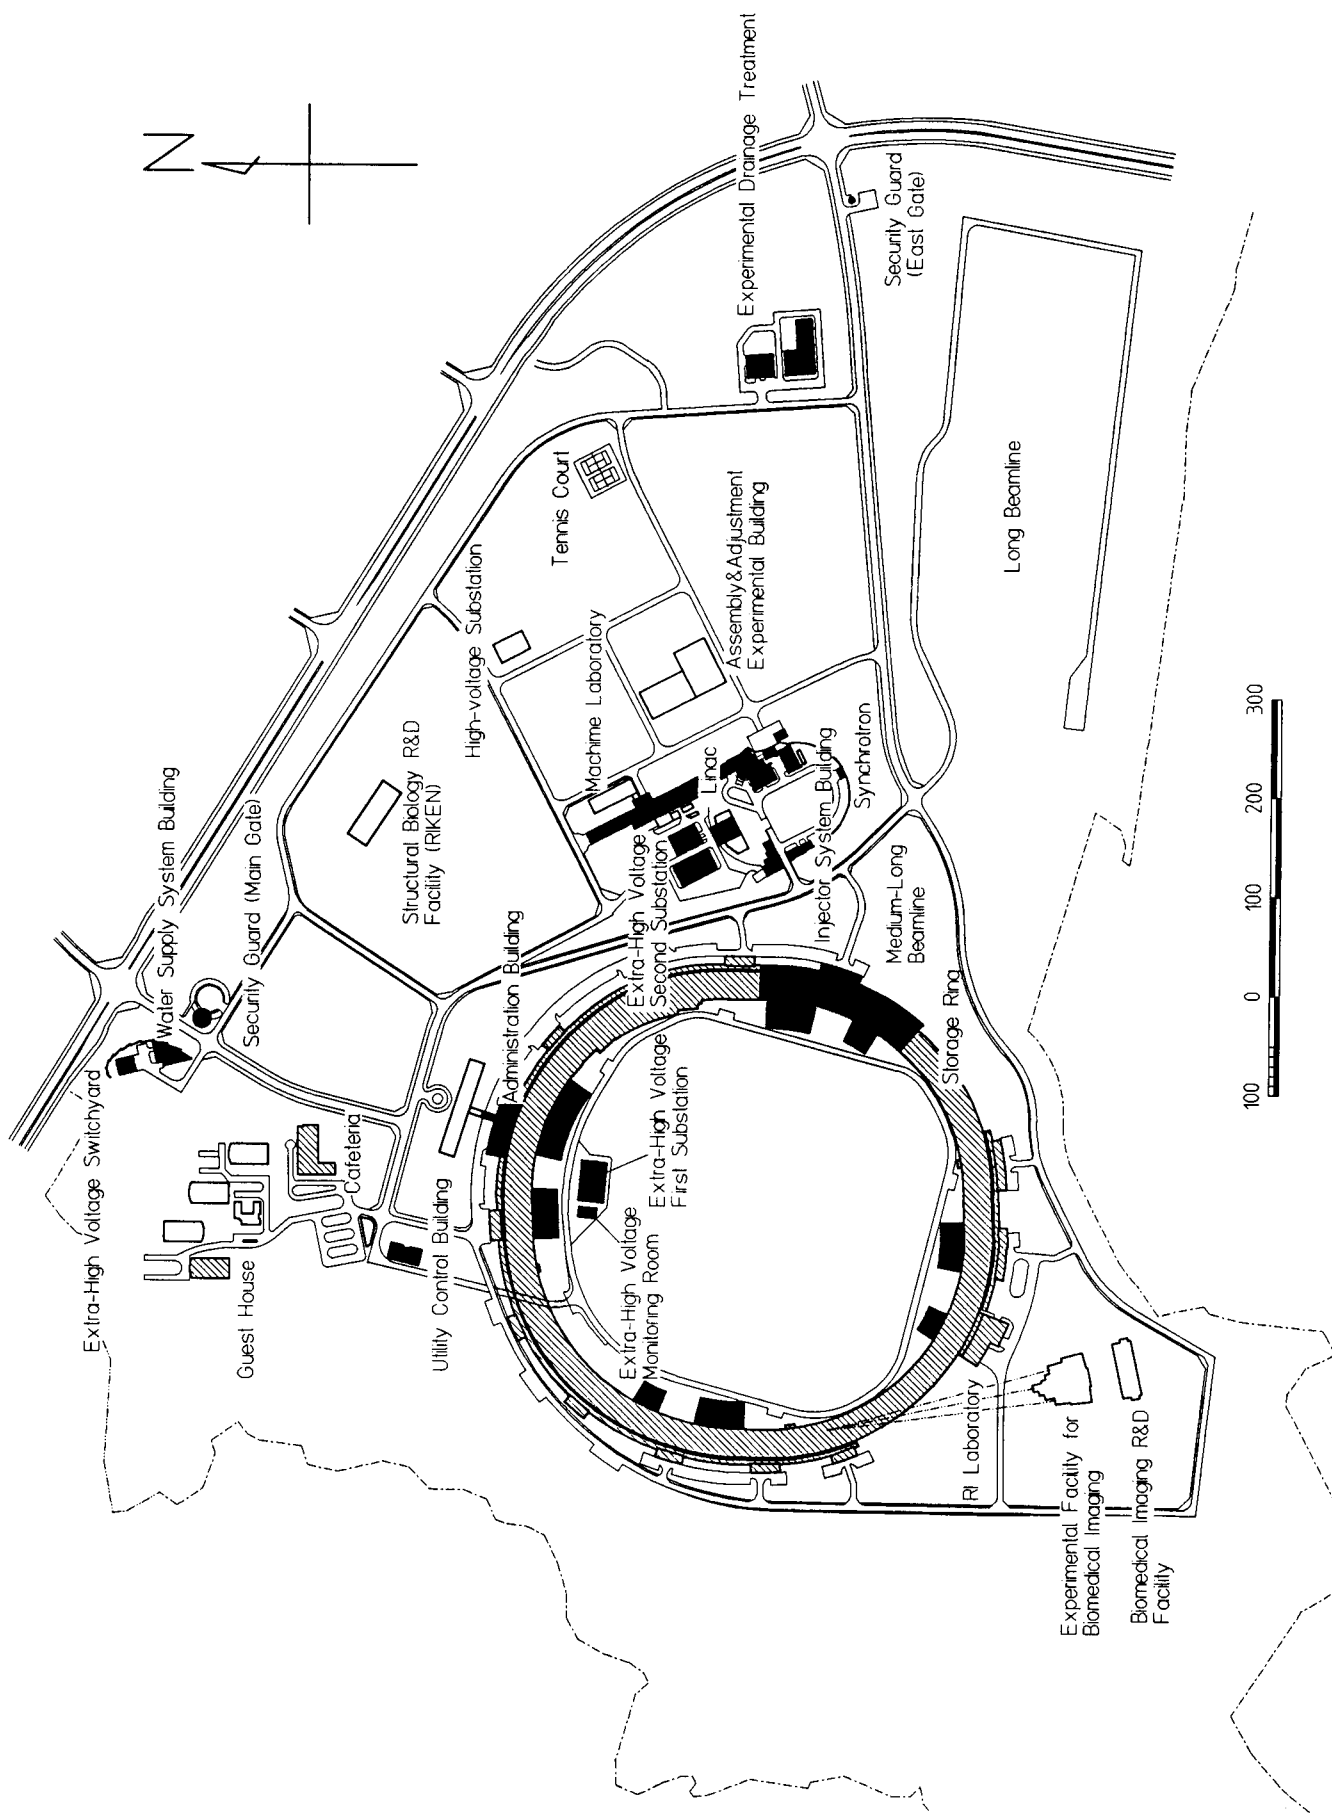 N
Extra-High Voltage Switchyard
Water Supply System Building
Security Guard (Main Gate)
Guest House
Cafeteria
Utility Control Building
Administration Building
Structural Biology R&D
Facility (RIKEN)
High-voltage Substation
Tennis Court
Machine Laboratory
Experimental Drainage Treatment
Security Guard
(East Gate)
Assembly&Adjustment
Experimental Building
Linac
Extra-High Voltage
Second Substation
Extra-High Voltage
First Substation
Extra-High Voltage
Monitoring Room
Injector System Building
Synchrotron
Medium-Long
Beamline
Storage Ring
Long Beamline
RI Laboratory
Experimental Facility for
Biomedical Imaging
Biomedical Imaging R&D
Facility
100 0 100 200 300